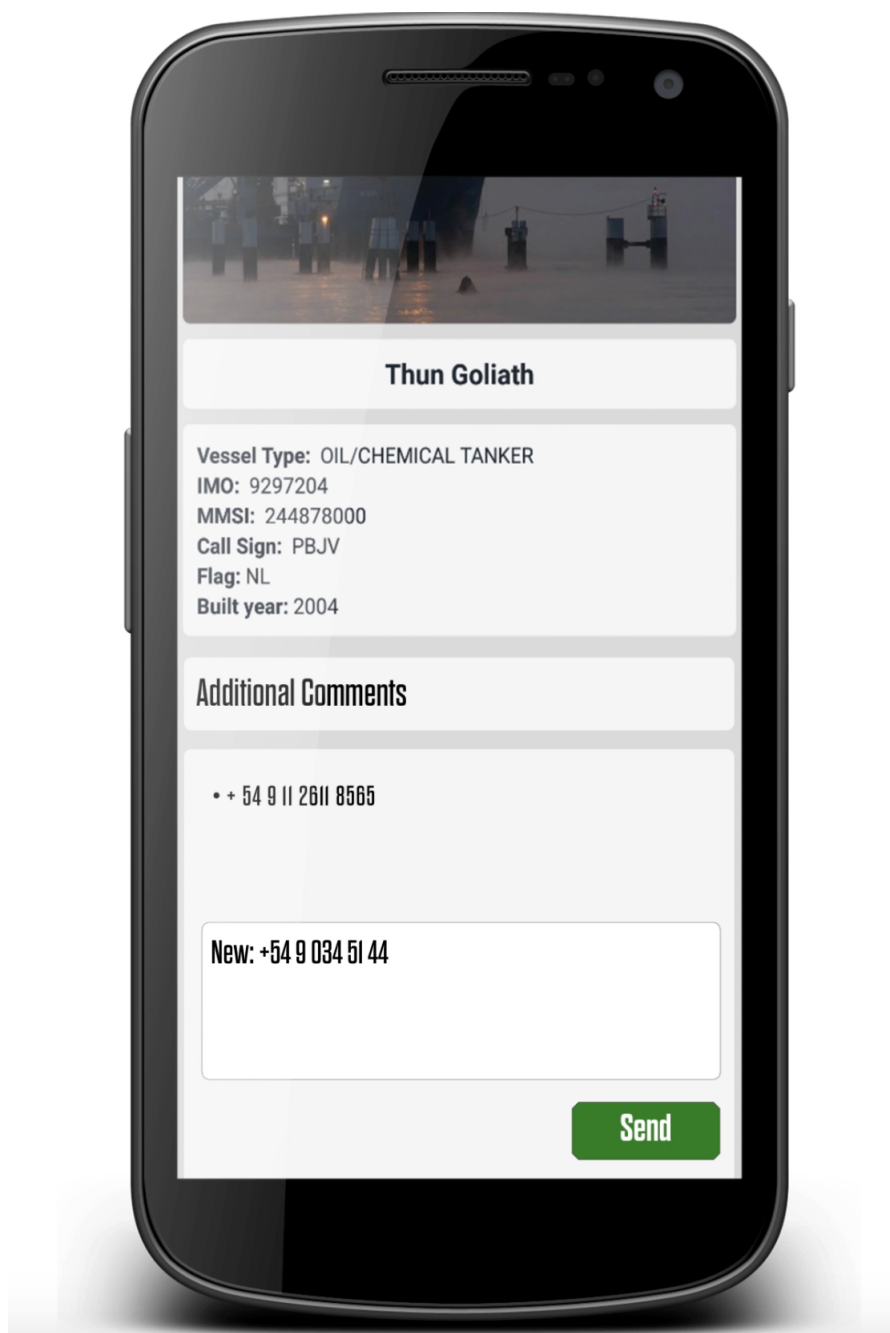 Thun Goliath
Vessel Type: OIL/CHEMICAL TANKER
IMO: 9297204
MMSI: 244878000
Call Sign: PBJV
Flag: NL
Built year: 2004
Additional Comments
• + 54 9 11 2611 8565
New: +54 9 034 51 44
Send